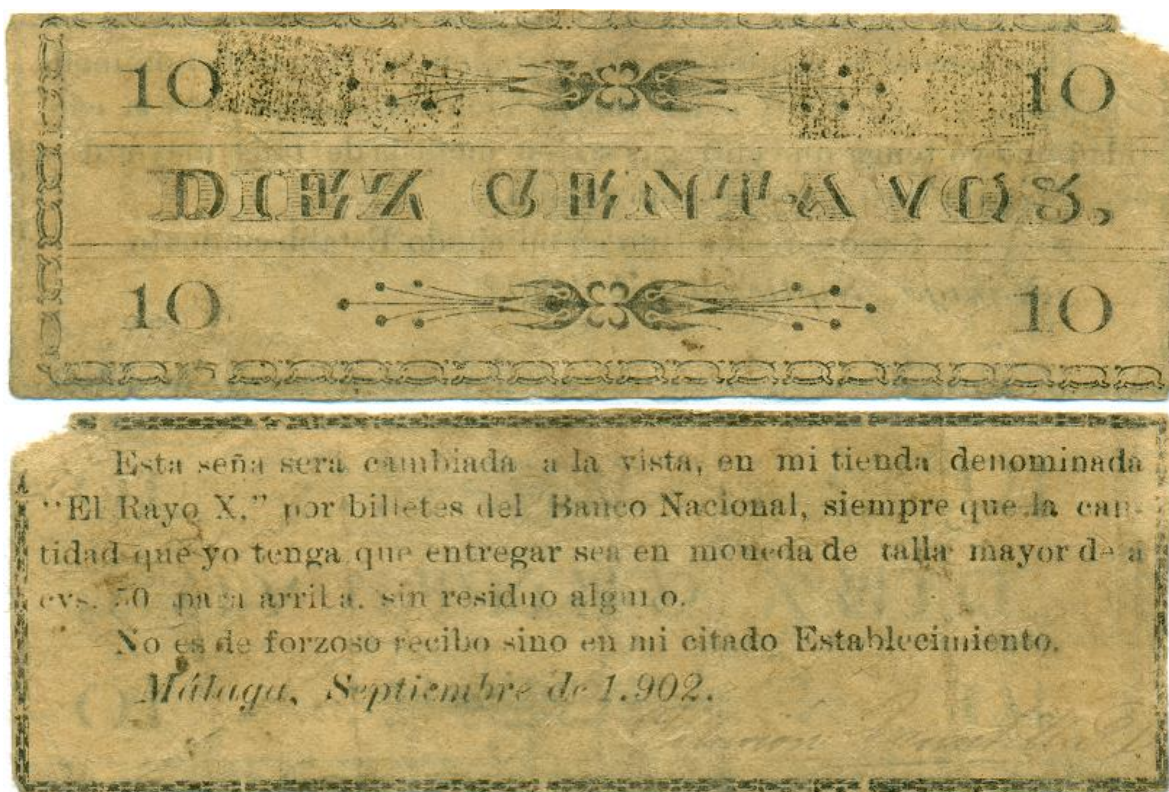 10 10
DIEZ CENTAVOS,
10 10
Esta seña será cambiada a la vista, en mi tienda denominada
"El Rayo X," por billetes del Banco Nacional, siempre que la can-
tidad que yo tenga que entregar sea en moneda de talla mayor de a
cvs. 50 para arriba, sin residuo alguno.
No es de forzoso recibo sino en mi citado Establecimiento.
Málaga, Septiembre de 1.902.